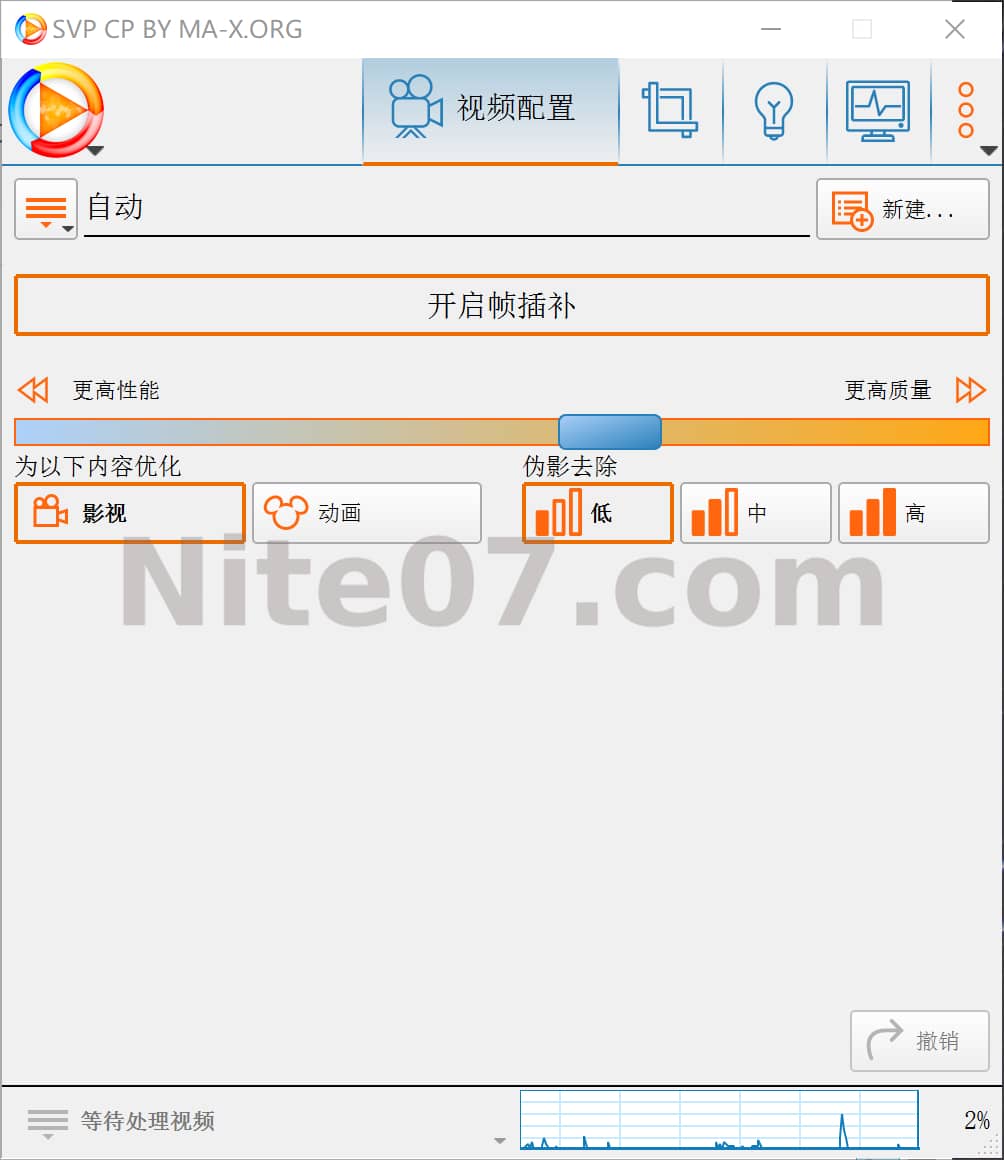 SVP CP BY MA-X.ORG
视频配置
自动
新建...
开启帧插补
更高性能 更高质量
为以下内容优化 伪影去除
影视 动画 低 中 高
Nite07.com
撤销
等待处理视频 2%